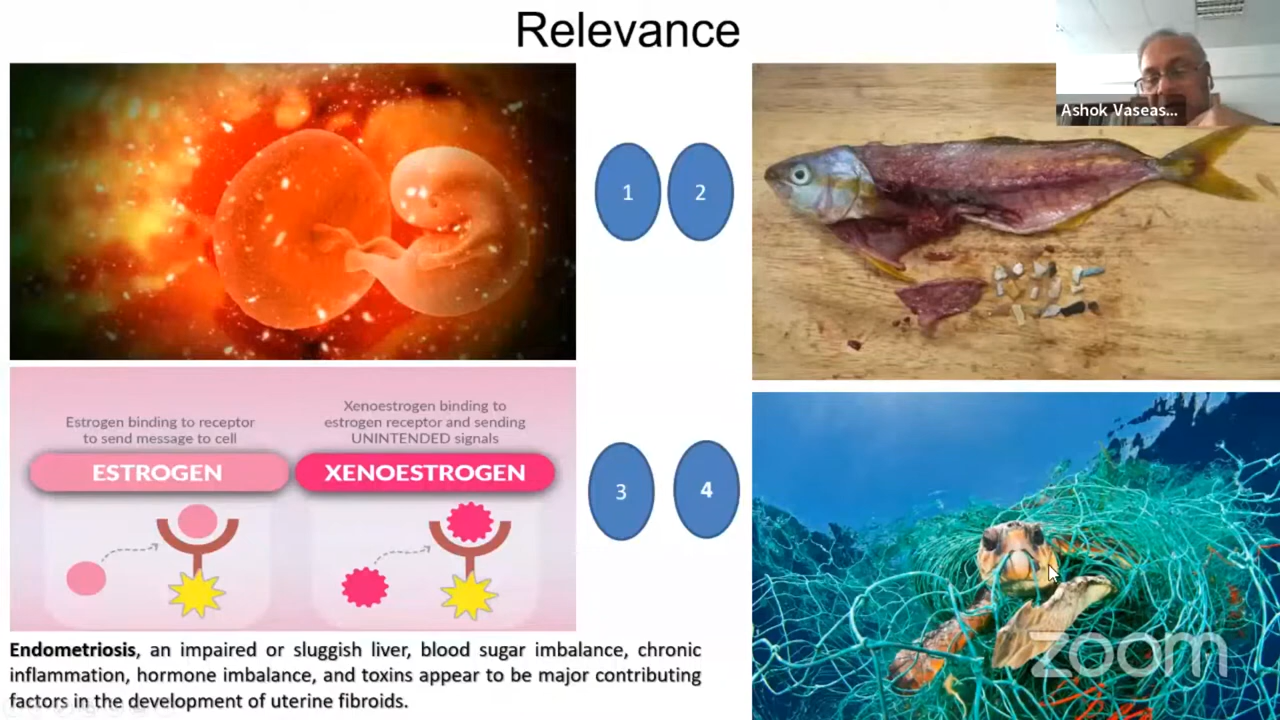 Relevance
Ashok Vaseas...
1
2
Estrogen binding to receptor
to send message to cell
Xenoestrogen binding to
estrogen receptor and sending
UNINTENDED signals
ESTROGEN
XENOESTROGEN
3
4
Endometriosis, an impaired or sluggish liver, blood sugar imbalance, chronic
inflammation, hormone imbalance, and toxins appear to be major contributing
factors in the development of uterine fibroids.
zoom